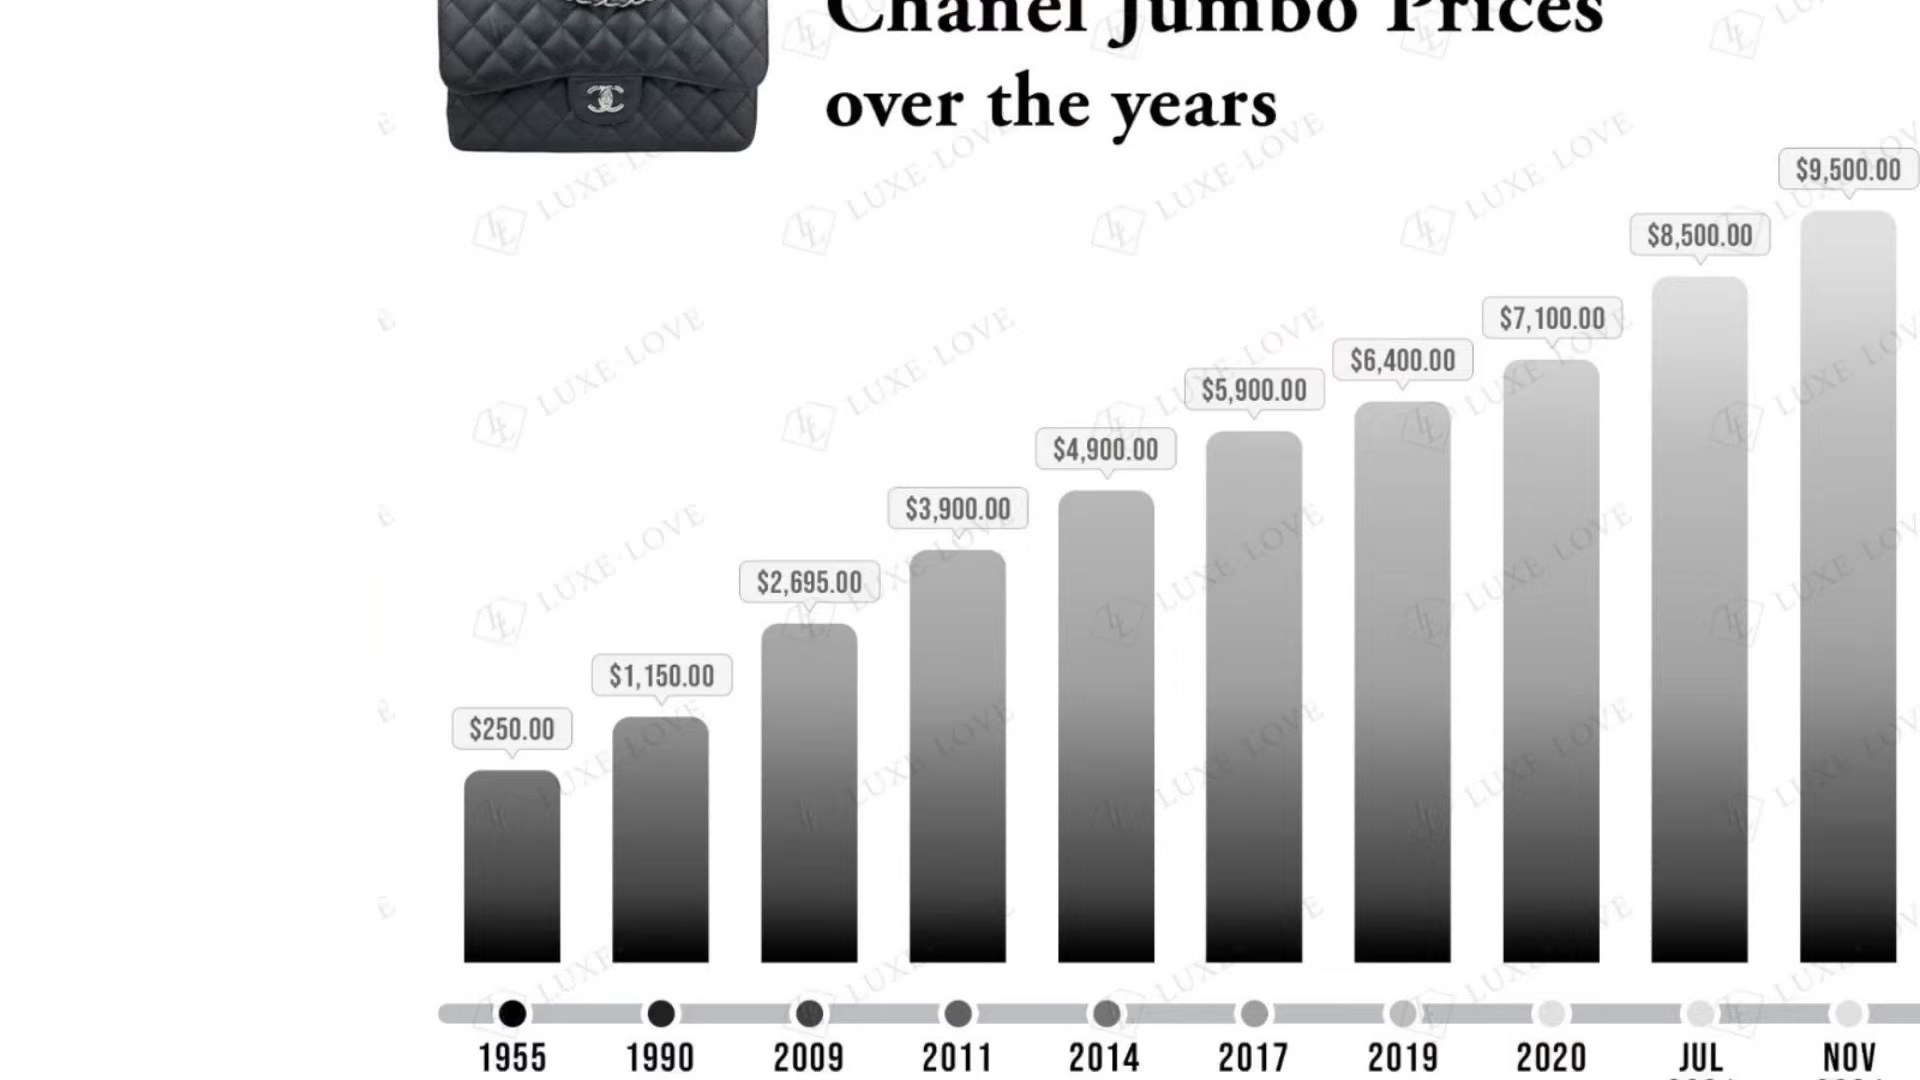 Chanel Jumbo Prices
over the years
$9,500.00
$8,500.00
$7,100.00
$6,400.00
$5,900.00
$4,900.00
$3,900.00
$2,695.00
$1,150.00
$250.00
1955 1990 2009 2011 2014 2017 2019 2020 JUL NOV
LUXE·LOVE